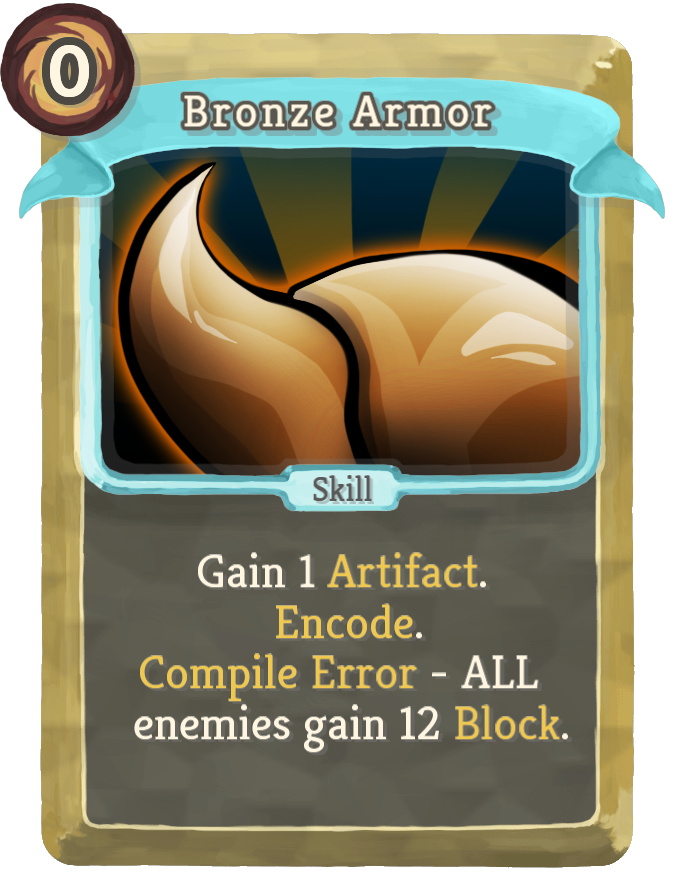 0
Bronze Armor
Skill
Gain 1 Artifact.
Encode.
Compile Error - ALL
enemies gain 12 Block.